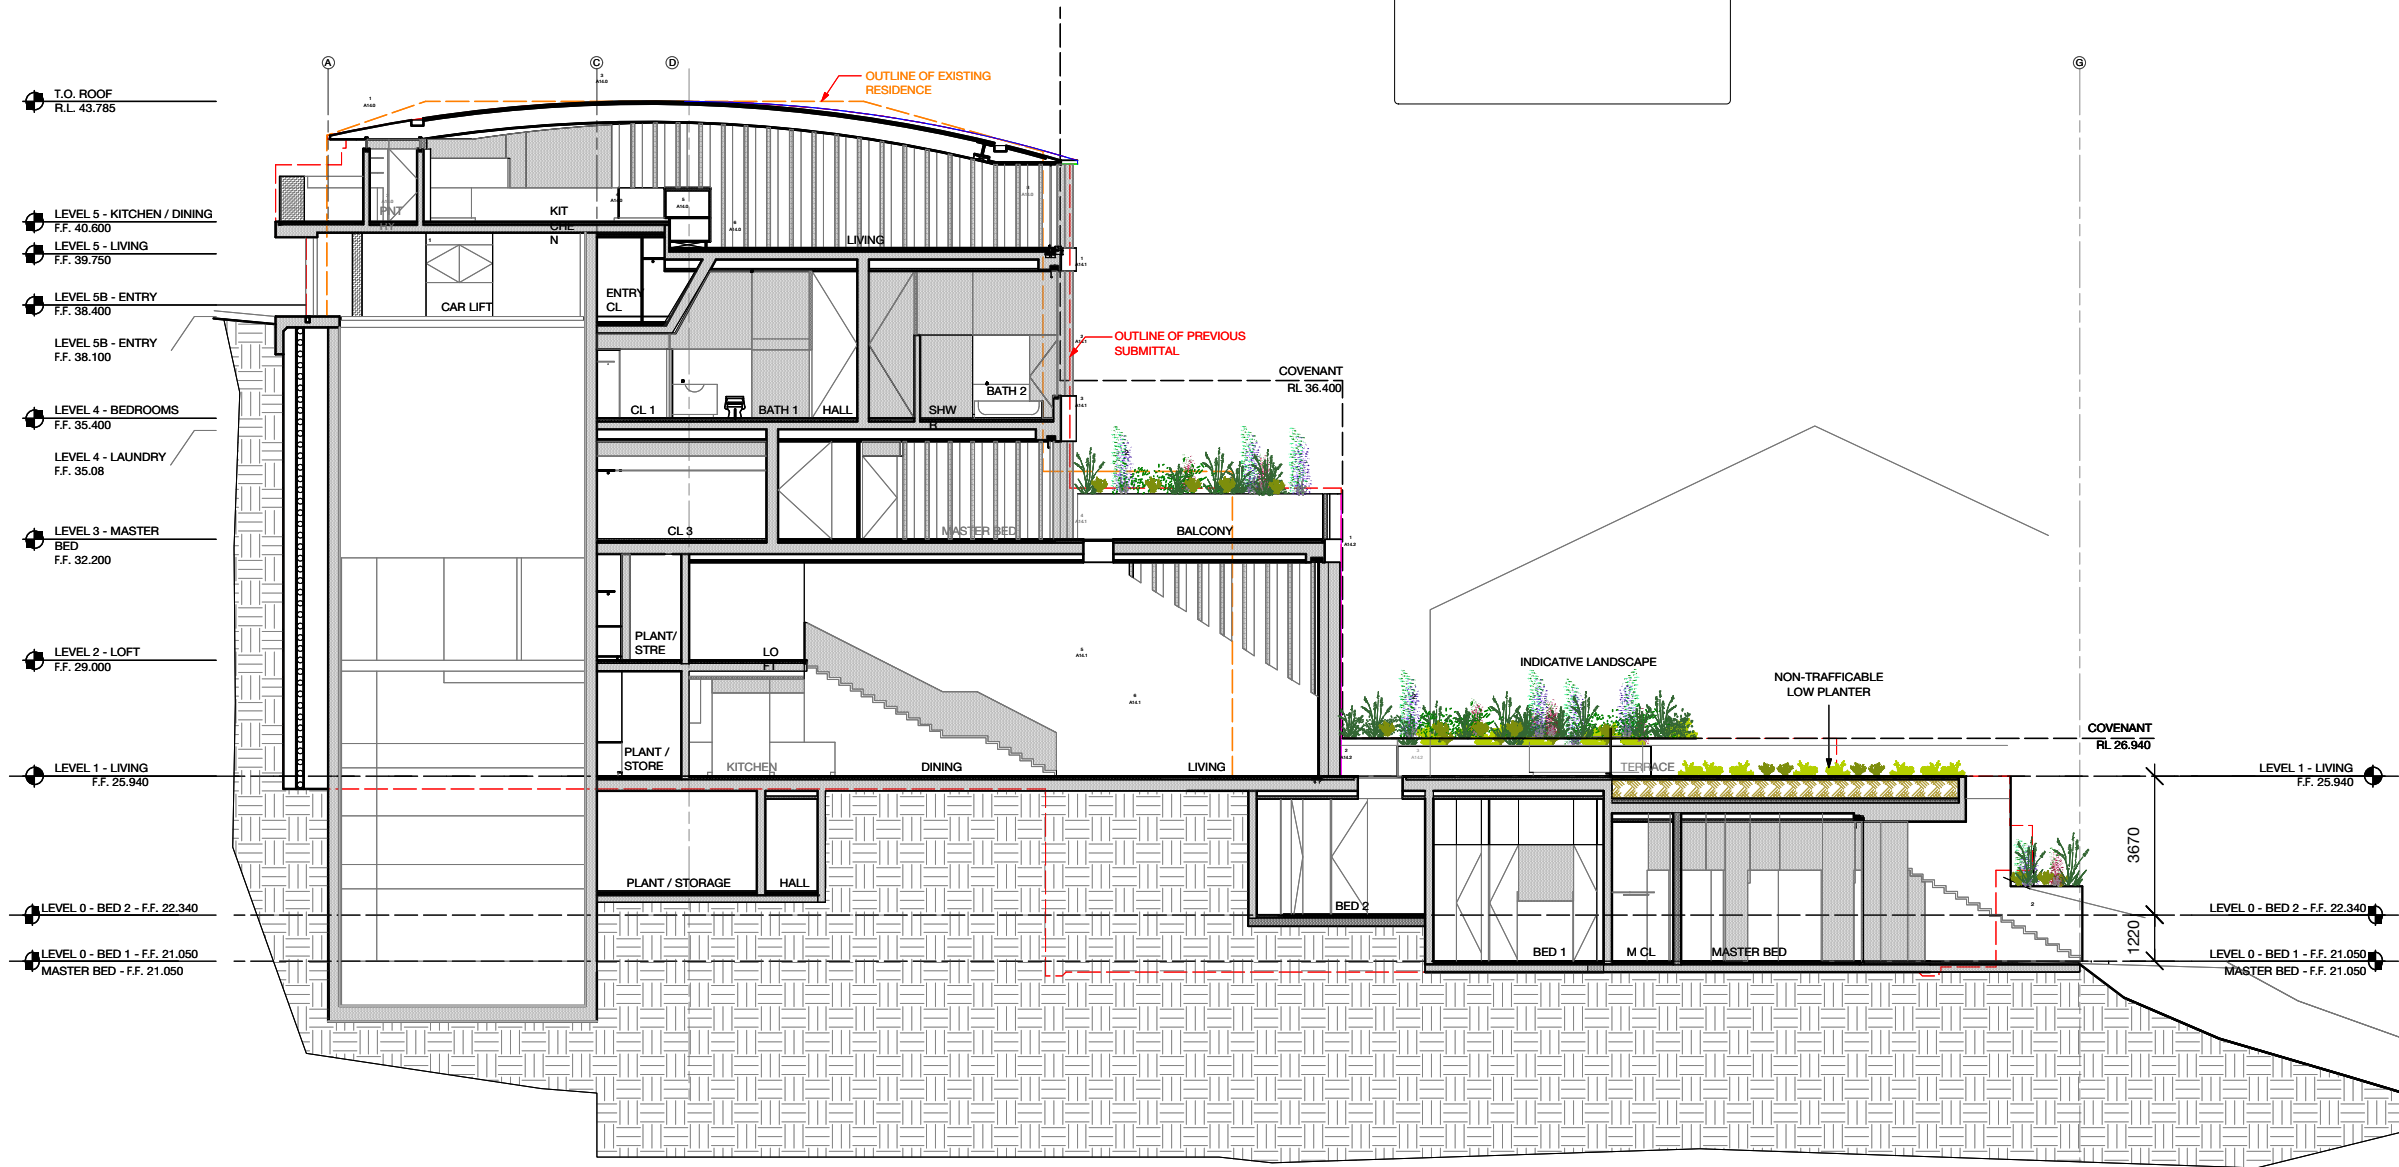 A
C
D
G
OUTLINE OF EXISTING
RESIDENCE
T.O. ROOF
R.L. 43.785
LEVEL 5 - KITCHEN / DINING
F.F. 40.600
LEVEL 5 - LIVING
F.F. 39.750
LEVEL 5B - ENTRY
F.F. 38.400
LEVEL 5B - ENTRY
F.F. 38.100
LEVEL 4 - BEDROOMS
F.F. 35.400
LEVEL 4 - LAUNDRY
F.F. 35.08
LEVEL 3 - MASTER
BED
F.F. 32.200
LEVEL 2 - LOFT
F.F. 29.000
LEVEL 1 - LIVING
F.F. 25.940
LEVEL 0 - BED 2 - F.F. 22.340
LEVEL 0 - BED 1 - F.F. 21.050
MASTER BED - F.F. 21.050
PNT
KIT
CHE
N
LIVING
CAR LIFT
ENTRY
CL
OUTLINE OF PREVIOUS
SUBMITTAL
COVENANT
RL 36.400
CL 1
BATH 1
HALL
SHW
R
BATH 2
CL 3
MASTER BED
BALCONY
PLANT/
STRE
LO
FT
PLANT /
STORE
KITCHEN
DINING
LIVING
INDICATIVE LANDSCAPE
NON-TRAFFICABLE
LOW PLANTER
TERRACE
COVENANT
RL 26.940
LEVEL 1 - LIVING
F.F. 25.940
3670
PLANT / STORAGE
HALL
BED 2
LEVEL 0 - BED 2 - F.F. 22.340
1220
BED 1
M CL
MASTER BED
LEVEL 0 - BED 1 - F.F. 21.050
MASTER BED - F.F. 21.050